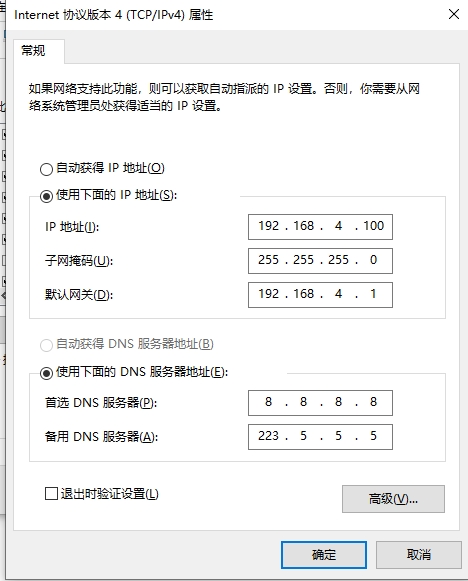 Internet 协议版本 4 (TCP/IPv4) 属性
常规
如果网络支持此功能，则可以获取自动指派的 IP 设置。否则，你需要从网
络系统管理员处获得适当的 IP 设置。
自动获得 IP 地址(O)
使用下面的 IP 地址(S):
IP 地址(I): 192 . 168 . 4 . 100
子网掩码(U): 255 . 255 . 255 . 0
默认网关(D): 192 . 168 . 4 . 1
自动获得 DNS 服务器地址(B)
使用下面的 DNS 服务器地址(E):
首选 DNS 服务器(P): 8 . 8 . 8 . 8
备用 DNS 服务器(A): 223 . 5 . 5 . 5
退出时验证设置(L)
高级(V)...
确定 取消